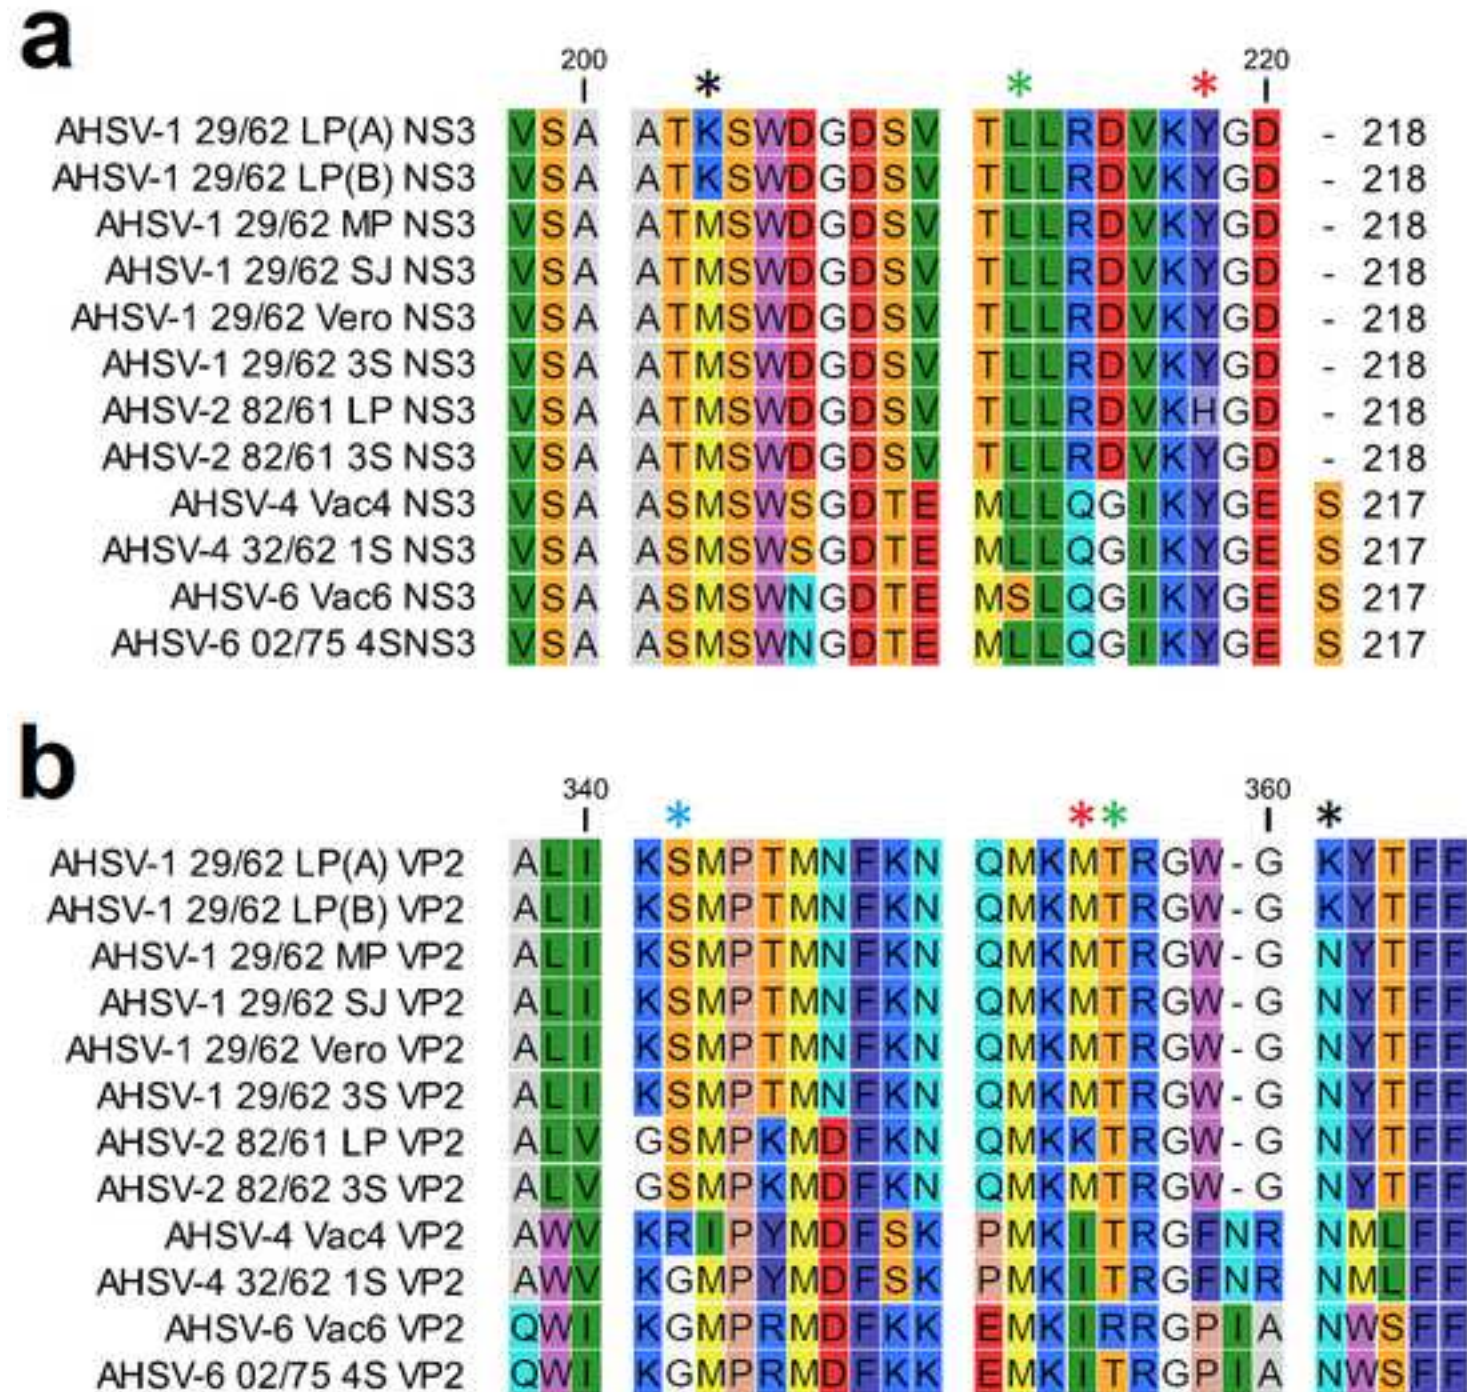 a
200 220
* * *
AHSV-1 29/62 LP(A) NS3 VSA ATKSWDGDSV TLLRDVKYGD - 218
AHSV-1 29/62 LP(B) NS3 VSA ATKSWDGDSV TLLRDVKYGD - 218
AHSV-1 29/62 MP NS3 VSA ATMSWDGDSV TLLRDVKYGD - 218
AHSV-1 29/62 SJ NS3 VSA ATMSWDGDSV TLLRDVKYGD - 218
AHSV-1 29/62 Vero NS3 VSA ATMSWDGDSV TLLRDVKYGD - 218
AHSV-1 29/62 3S NS3 VSA ATMSWDGDSV TLLRDVKYGD - 218
AHSV-2 82/61 LP NS3 VSA ATMSWDGDSV TLLRDVKHGD - 218
AHSV-2 82/61 3S NS3 VSA ATMSWDGDSV TLLRDVKYGD - 218
AHSV-4 Vac4 NS3 VSA ASMSWSGDTE MLLQGIKYGE S 217
AHSV-4 32/62 1S NS3 VSA ASMSWSGDTE MLLQGIKYGE S 217
AHSV-6 Vac6 NS3 VSA ASMSWNGDTE MSLQGIKYGE S 217
AHSV-6 02/75 4SNS3 VSA ASMSWNGDTE MLLQGIKYGE S 217
b
340 360
* * * *
AHSV-1 29/62 LP(A) VP2 ALI KSMPTMNFKN QMKMTRGW-G KYTFF
AHSV-1 29/62 LP(B) VP2 ALI KSMPTMNFKN QMKMTRGW-G KYTFF
AHSV-1 29/62 MP VP2 ALI KSMPTMNFKN QMKMTRGW-G NYTFF
AHSV-1 29/62 SJ VP2 ALI KSMPTMNFKN QMKMTRGW-G NYTFF
AHSV-1 29/62 Vero VP2 ALI KSMPTMNFKN QMKMTRGW-G NYTFF
AHSV-1 29/62 3S VP2 ALI KSMPTMNFKN QMKMTRGW-G NYTFF
AHSV-2 82/61 LP VP2 ALV GSMPKMDFKN QMKKTRGW-G NYTFF
AHSV-2 82/62 3S VP2 ALV GSMPKMDFKN QMKMTRGW-G NYTFF
AHSV-4 Vac4 VP2 AWV KRIPYMDFSK PMKITRGFNR NMLFF
AHSV-4 32/62 1S VP2 AWV KGMPYMDFSK PMKITRGFNR NMLFF
AHSV-6 Vac6 VP2 QWI KGMPRMDFKK EMKIRRGPIA NWSFF
AHSV-6 02/75 4S VP2 QWI KGMPRMDFKK EMKITRGPIA NWSFF